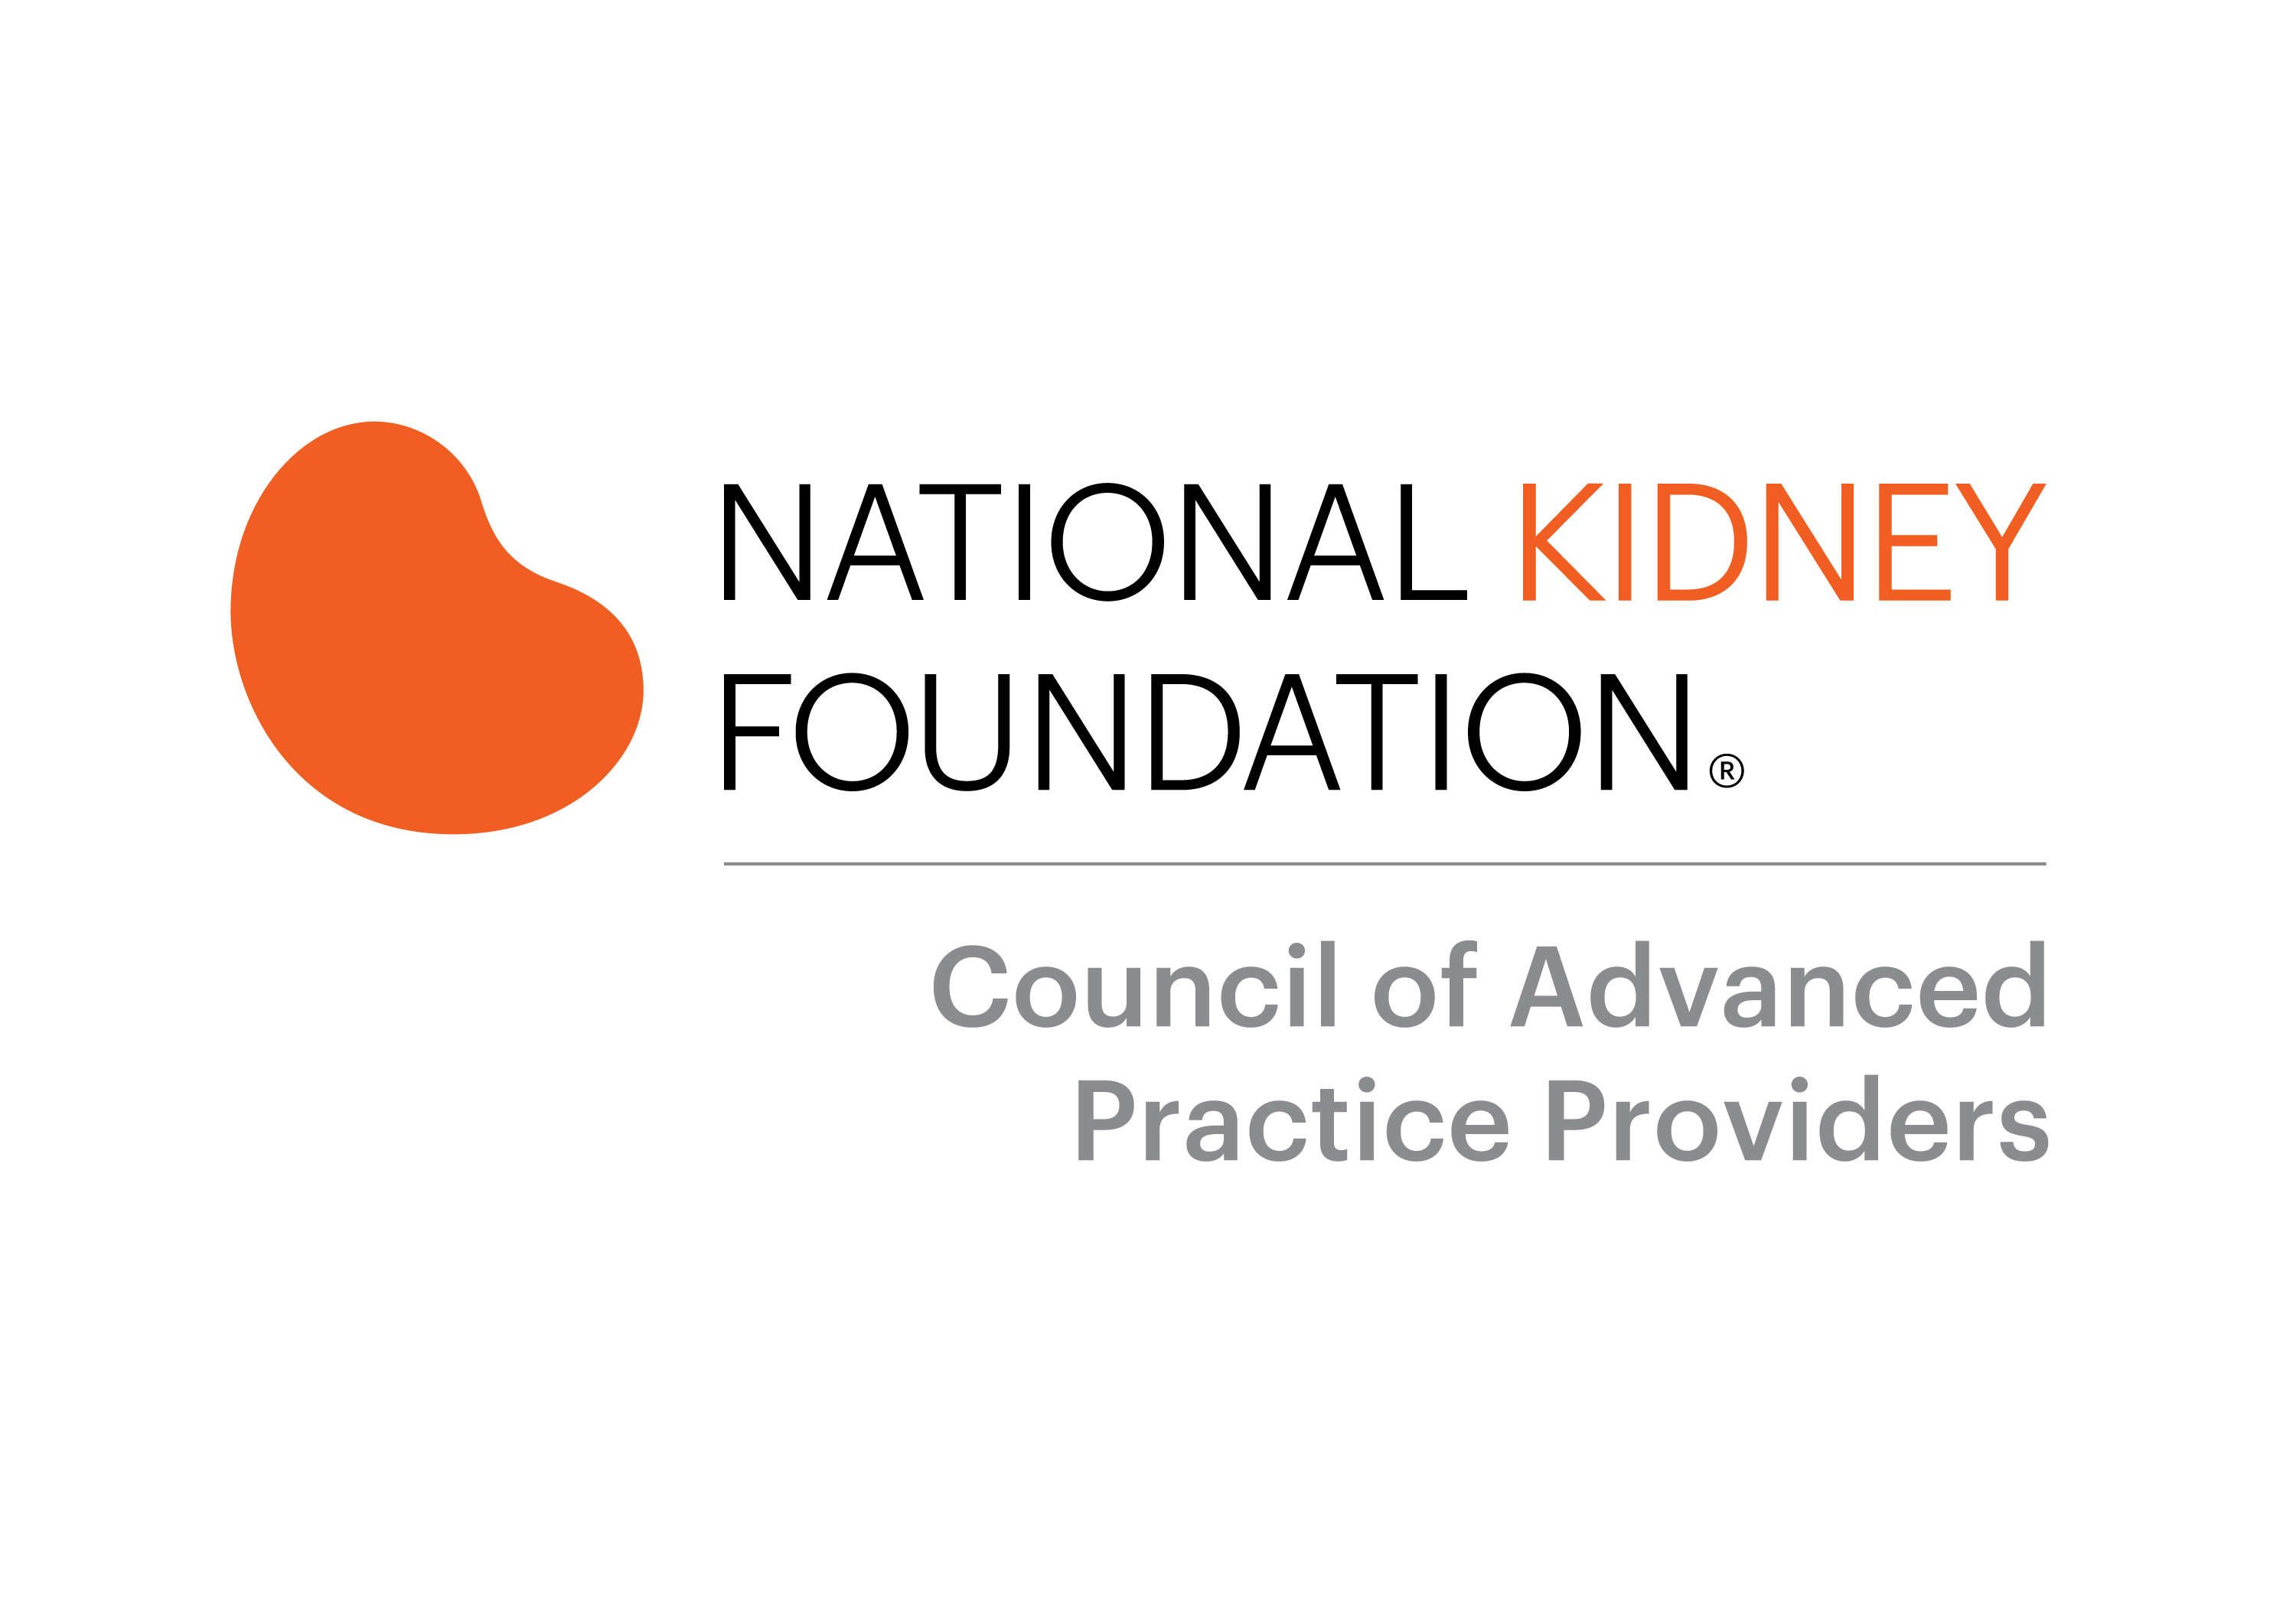 NATIONAL KIDNEY
FOUNDATION®
Council of Advanced
Practice Providers